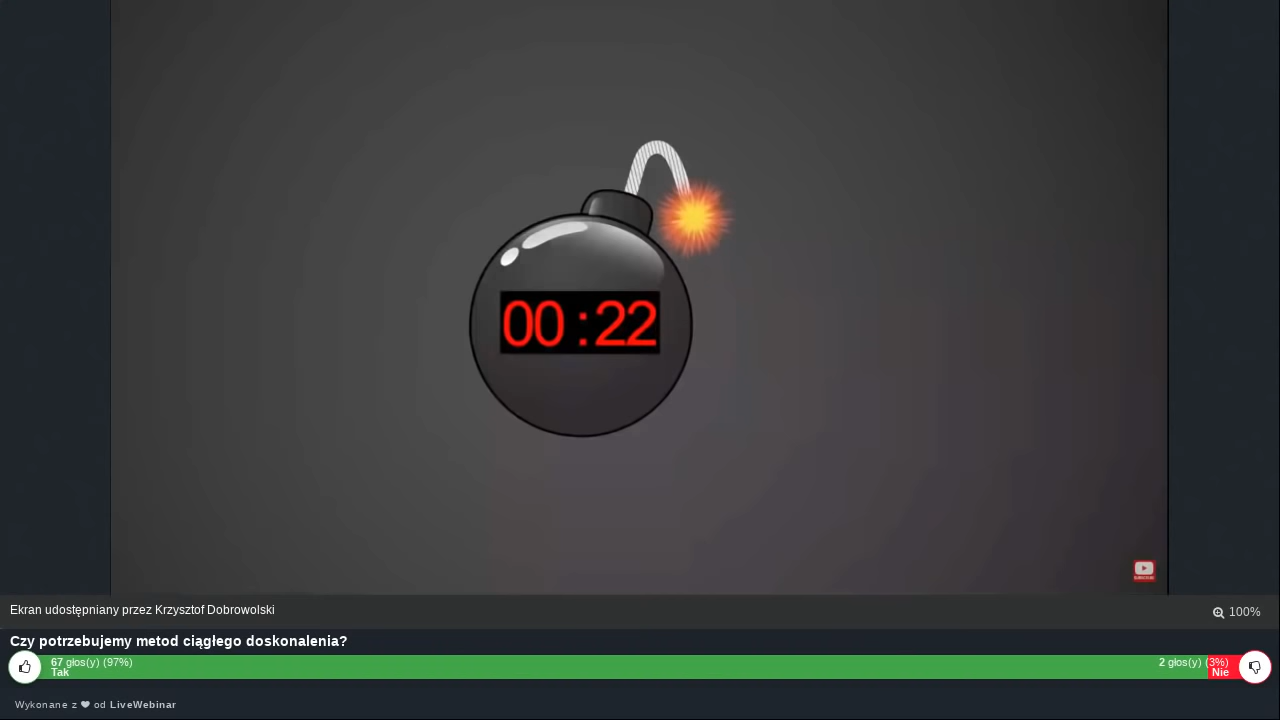 00:22
SUBSCRIBE
Ekran udostępniany przez Krzysztof Dobrowolski
100%
Czy potrzebujemy metod ciągłego doskonalenia?
67 głos(y) (97%)
Tak
2 głos(y) (3%)
Nie
Wykonane z ❤ od LiveWebinar